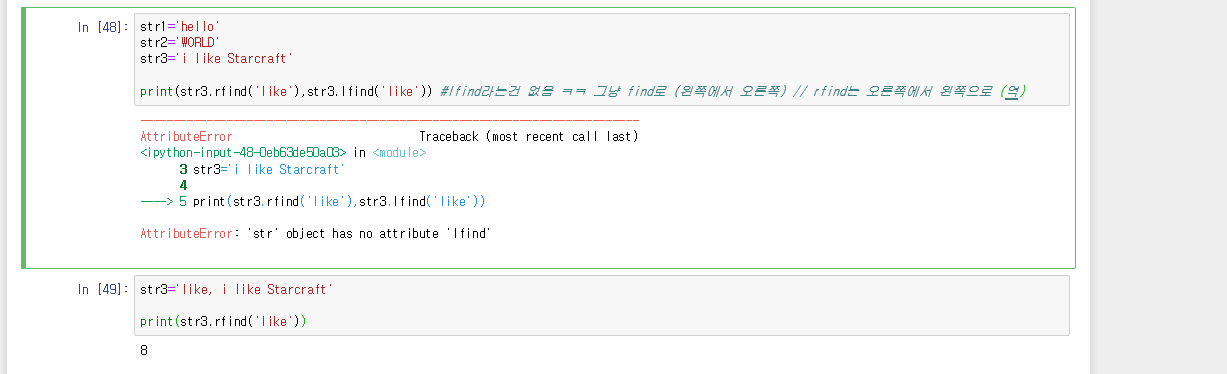 In [48]: str1='hello'
str2='WORLD'
str3='i like Starcraft'
print(str3.rfind('like'),str3.lfind('like')) #lfind라는건 없음 ㅋㅋ 그냥 find로 (왼쪽에서 오른쪽) // rfind는 오른쪽에서 왼쪽으로 (역)
---------------------------------------------------------------------------
AttributeError                            Traceback (most recent call last)
<ipython-input-48-0eb63de50a03> in <module>
      3 str3='i like Starcraft'
      4
----> 5 print(str3.rfind('like'),str3.lfind('like'))
AttributeError: 'str' object has no attribute 'lfind'
In [49]: str3='like, i like Starcraft'
print(str3.rfind('like'))
8